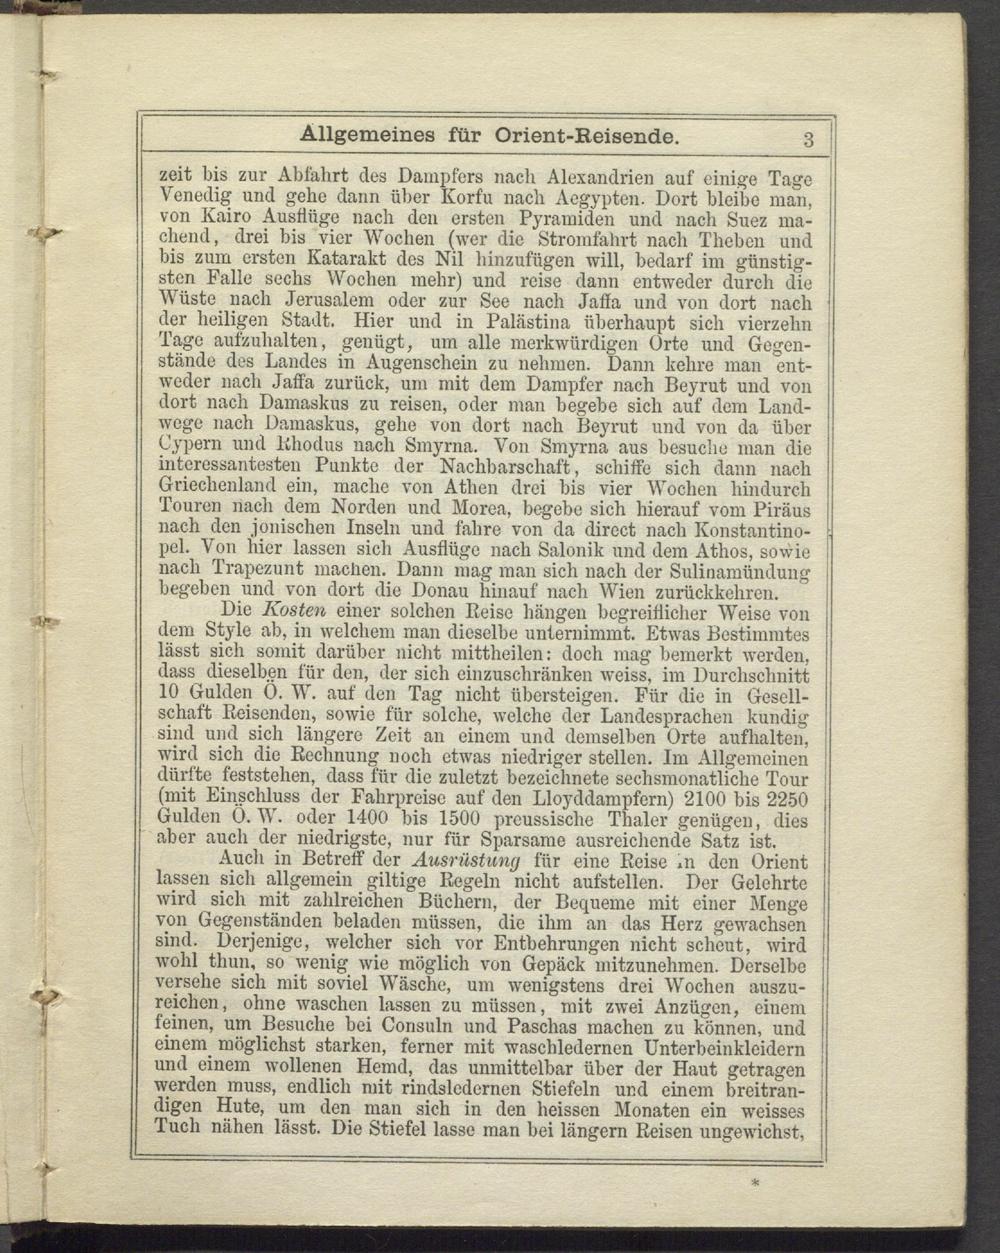 Allgemeines für Orient-Reisende. 3
zeit bis zur Abfahrt des Dampfers nach Alexandrien auf einige Tage
Venedig und gehe dann über Korfu nach Aegypten. Dort bleibe man,
von Kairo Ausflüge nach den ersten Pyramiden und nach Suez ma-
chend, drei bis vier Wochen (wer die Stromfahrt nach Theben und
bis zum ersten Katarakt des Nil hinzufügen will, bedarf im günstig-
sten Falle sechs Wochen mehr) und reise dann entweder durch die
Wüste nach Jerusalem oder zur See nach Jaffa und von dort nach
der heiligen Stadt. Hier und in Palästina überhaupt sich vierzehn
Tage aufzuhalten, genügt, um alle merkwürdigen Orte und Gegen-
stände des Landes in Augenschein zu nehmen. Dann kehre man ent-
weder nach Jaffa zurück, um mit dem Dampfer nach Beyrut und von
dort nach Damaskus zu reisen, oder man begebe sich auf dem Land-
wege nach Damaskus, gehe von dort nach Beyrut und von da über
Cypern und Rhodus nach Smyrna. Von Smyrna aus besuche man die
interessantesten Punkte der Nachbarschaft, schiffe sich dann nach
Griechenland ein, mache von Athen drei bis vier Wochen hindurch
Touren nach dem Norden und Morea, begebe sich hierauf vom Piräus
nach den jonischen Inseln und fahre von da direct nach Konstantino-
pel. Von hier lassen sich Ausflüge nach Salonik und dem Athos, sowie
nach Trapezunt machen. Dann mag man sich nach der Sulinamündung
begeben und von dort die Donau hinauf nach Wien zurückkehren.
Die Kosten einer solchen Reise hängen begreiflicher Weise von
dem Style ab, in welchem man dieselbe unternimmt. Etwas Bestimmtes
lässt sich somit darüber nicht mittheilen: doch mag bemerkt werden,
dass dieselben für den, der sich einzuschränken weiss, im Durchschnitt
10 Gulden Ö. W. auf den Tag nicht übersteigen. Für die in Gesell-
schaft Reisenden, sowie für solche, welche der Landesprachen kundig
sind und sich längere Zeit an einem und demselben Orte aufhalten,
wird sich die Rechnung noch etwas niedriger stellen. Im Allgemeinen
dürfte feststehen, dass für die zuletzt bezeichnete sechsmonatliche Tour
(mit Einschluss der Fahrpreise auf den Lloyddampfern) 2100 bis 2250
Gulden Ö. W. oder 1400 bis 1500 preussische Thaler genügen, dies
aber auch der niedrigste, nur für Sparsame ausreichende Satz ist.
Auch in Betreff der Ausrüstung für eine Reise in den Orient
lassen sich allgemein giltige Regeln nicht aufstellen. Der Gelehrte
wird sich mit zahlreichen Büchern, der Bequeme mit einer Menge
von Gegenständen beladen müssen, die ihm an das Herz gewachsen
sind. Derjenige, welcher sich vor Entbehrungen nicht scheut, wird
wohl thun, so wenig wie möglich von Gepäck mitzunehmen. Derselbe
versehe sich mit soviel Wäsche, um wenigstens drei Wochen auszu-
reichen, ohne waschen lassen zu müssen, mit zwei Anzügen, einem
feinen, um Besuche bei Consuln und Paschas machen zu können, und
einem möglichst starken, ferner mit waschledernen Unterbeinkleidern
und einem wollenen Hemd, das unmittelbar über der Haut getragen
werden muss, endlich mit rindsledernen Stiefeln und einem breitran-
digen Hute, um den man sich in den heissen Monaten ein weisses
Tuch nähen lässt. Die Stiefel lasse man bei längern Reisen ungewichst,
*